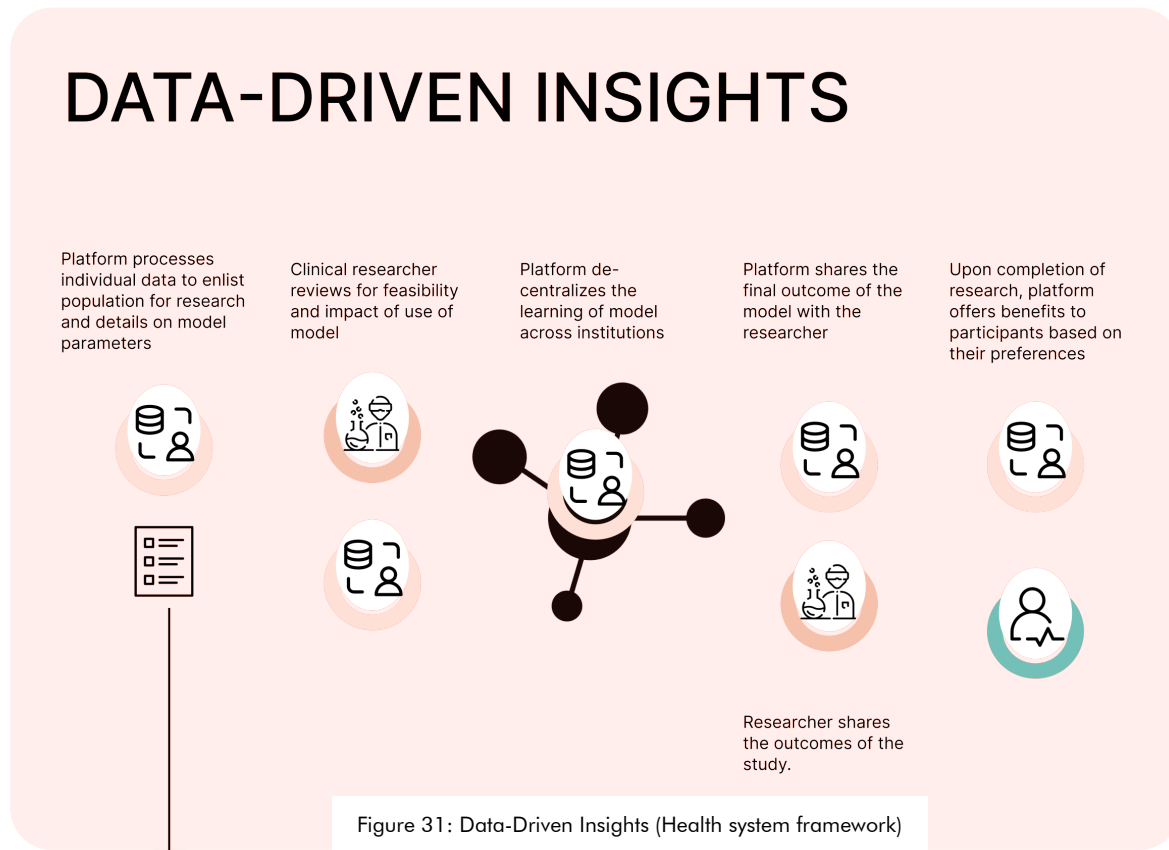 DATA-DRIVEN INSIGHTS
Platform processes
individual data to enlist
population for research
and details on model
parameters
Clinical researcher
reviews for feasibility
and impact of use of
model
Platform de-
centralizes the
learning of model
across institutions
Platform shares the
final outcome of the
model with the
researcher
Upon completion of
research, platform
offers benefits to
participants based on
their preferences
Researcher shares
the outcomes of the
study.
Figure 31: Data-Driven Insights (Health system framework)